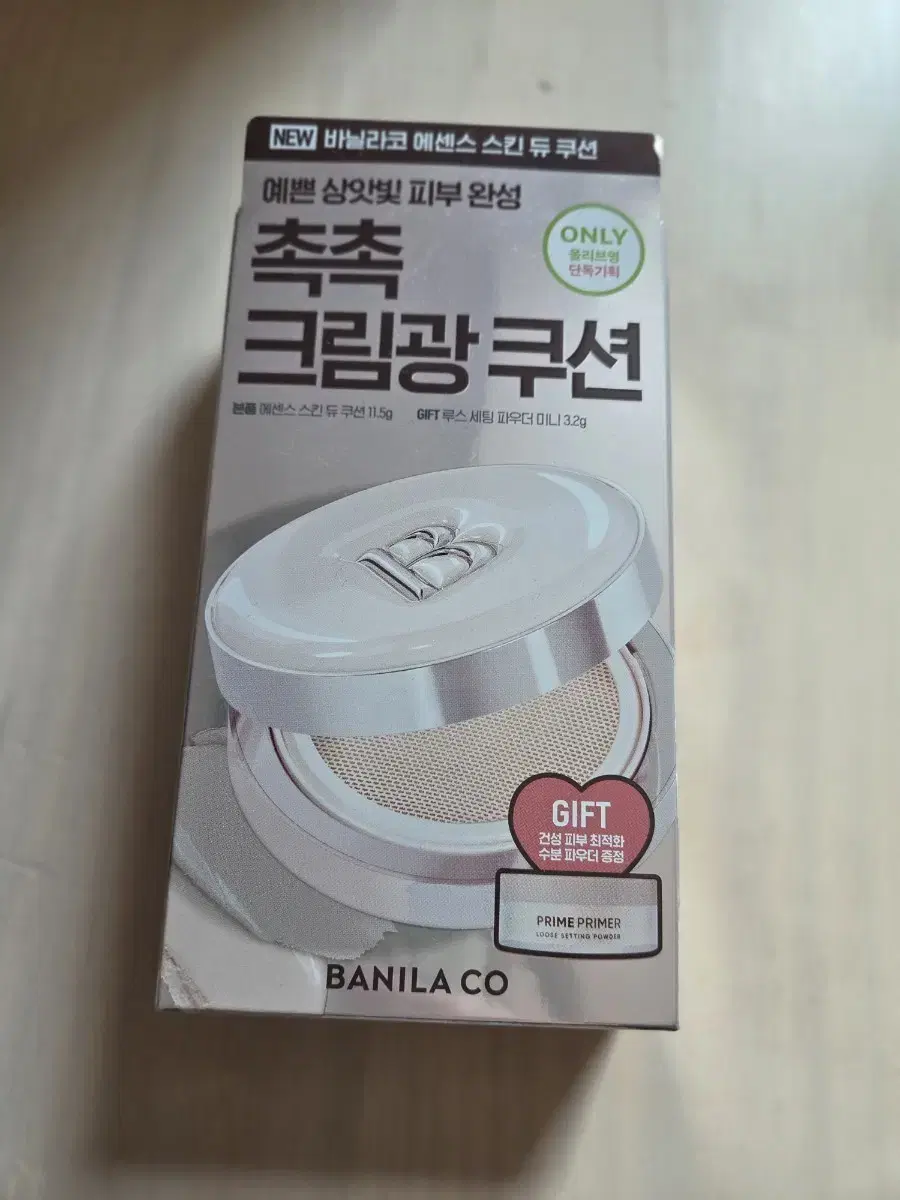 NEW 바닐라코 에센스 스킨 듀 쿠션
예쁜 상앗빛 피부 완성
촉촉
크림광 쿠션
ONLY
올리브영
단독기획
본품 에센스 스킨 듀 쿠션 11.5g GIFT 루스 세팅 파우더 미니 3.2g
B
GIFT
건성 피부 최적화
수분 파우더 증정
PRIME PRIMER
LOOSE SETTING POWDER
BANILA CO